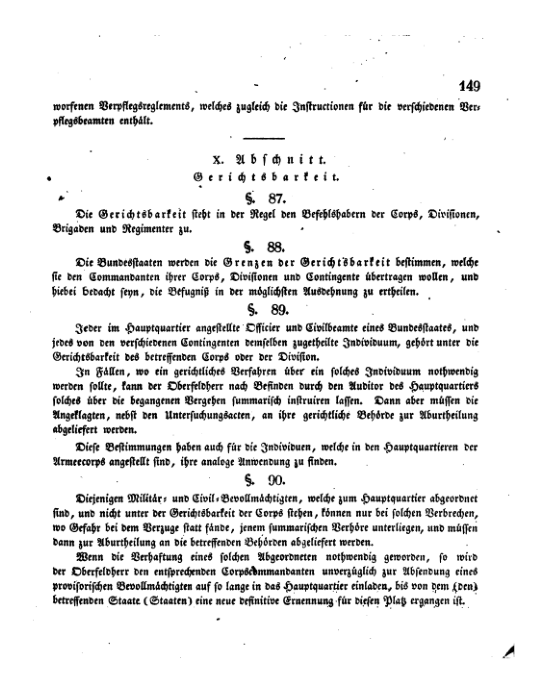 149
worfenen Verpflegsreglements, welches zugleich die Instructionen für die verschiedenen Ver-
pflegsbeamten enthält.
X. Abschnitt.
Gerichtsbarkeit.
§. 87.
Die Gerichtsbarkeit steht in der Regel den Befehlshabern der Corps, Divisionen,
Brigaden und Regimenter zu.
§. 88.
Die Bundesstaaten werden die Grenzen der Gerichtsbarkeit bestimmen, welche
sie den Commandanten ihrer Corps, Divisionen und Contingente übertragen wollen, und
hiebei bedacht seyn, die Befugniß in der möglichsten Ausdehnung zu ertheilen.
§. 89.
Jeder im Hauptquartier angestellte Officier und Civilbeamte eines Bundesstaates, und
jedes von den verschiedenen Contingenten demselben zugetheilte Individuum, gehört unter die
Gerichtsbarkeit des betreffenden Corps oder der Division.
In Fällen, wo ein gerichtliches Verfahren über ein solches Individuum nothwendig
werden sollte, kann der Oberfeldherr nach Befinden durch den Auditor des Hauptquartiers
solches über die begangenen Vergehen summarisch instruiren lassen. Dann aber müssen die
Angeklagten, nebst den Untersuchungsacten, an ihre gerichtliche Behörde zur Aburtheilung
abgeliefert werden.
Diese Bestimmungen haben auch für die Individuen, welche in den Hauptquartieren der
Armeecorps angestellt sind, ihre analoge Anwendung zu finden.
§. 90.
Diejenigen Militär- und Civil-Bevollmächtigten, welche zum Hauptquartier abgeordnet
sind, und nicht unter der Gerichtsbarkeit der Corps stehen, können nur bei solchen Verbrechen,
wo Gefahr bei dem Verzuge statt fände, jenem summarischen Verhöre unterliegen, und müssen
dann zur Aburtheilung an die betreffenden Behörden abgeliefert werden.
Wenn die Verhaftung eines solchen Abgeordneten nothwendig geworden, so wird
der Oberfeldherr den entsprechenden Corpscommandanten unverzüglich zur Absendung eines
provisorischen Bevollmächtigten auf so lange in das Hauptquartier einladen, bis von dem (den)
betreffenden Staate (Staaten) eine neue definitive Ernennung für diesen Platz ergangen ist.